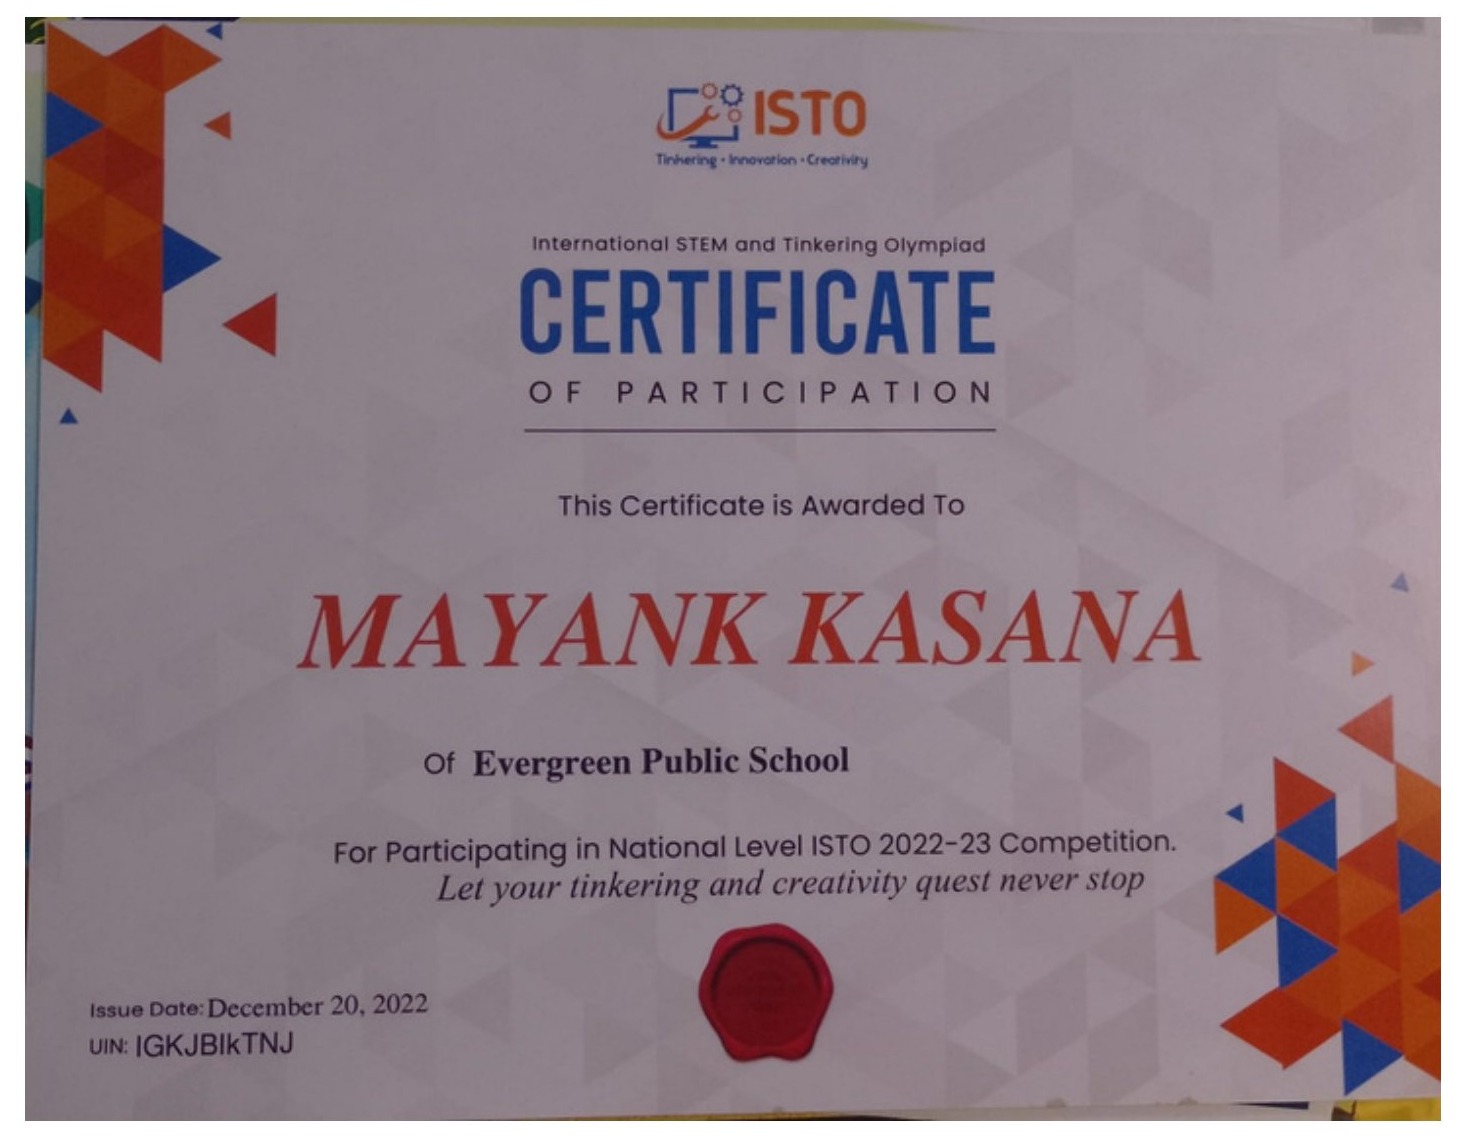 ISTO
Tinkering • Innovation • Creativity
International STEM and Tinkering Olympiad
CERTIFICATE
OF PARTICIPATION
This Certificate is Awarded To
MAYANK KASANA
Of Evergreen Public School
For Participating in National Level ISTO 2022-23 Competition.
Let your tinkering and creativity quest never stop
Issue Date: December 20, 2022
UIN: IGKJBIkTNJ